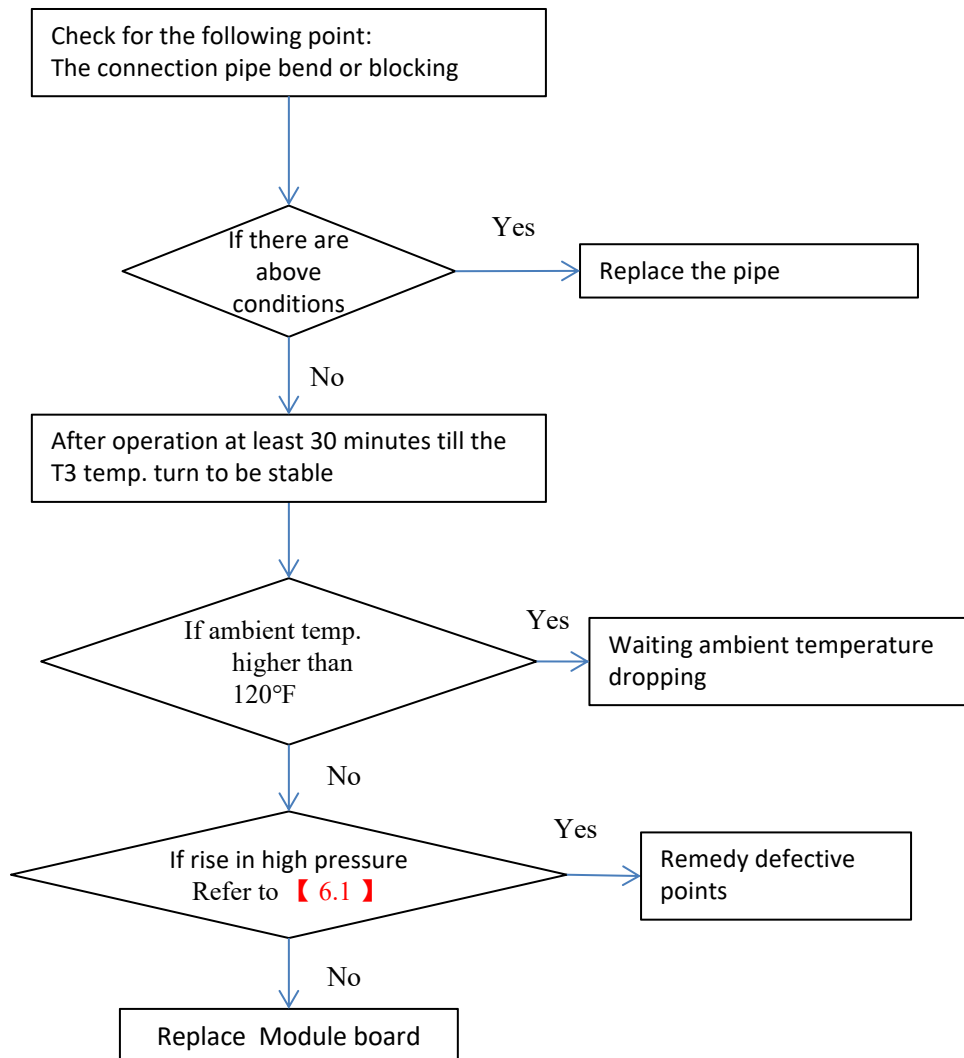 Check for the following point:
The connection pipe bend or blocking
If there are
above
conditions
Yes
Replace the pipe
No
After operation at least 30 minutes till the
T3 temp. turn to be stable
If ambient temp.
higher than
120°F
Yes
Waiting ambient temperature
dropping
No
If rise in high pressure
Refer to 【 6.1 】
Yes
Remedy defective
points
No
Replace Module board